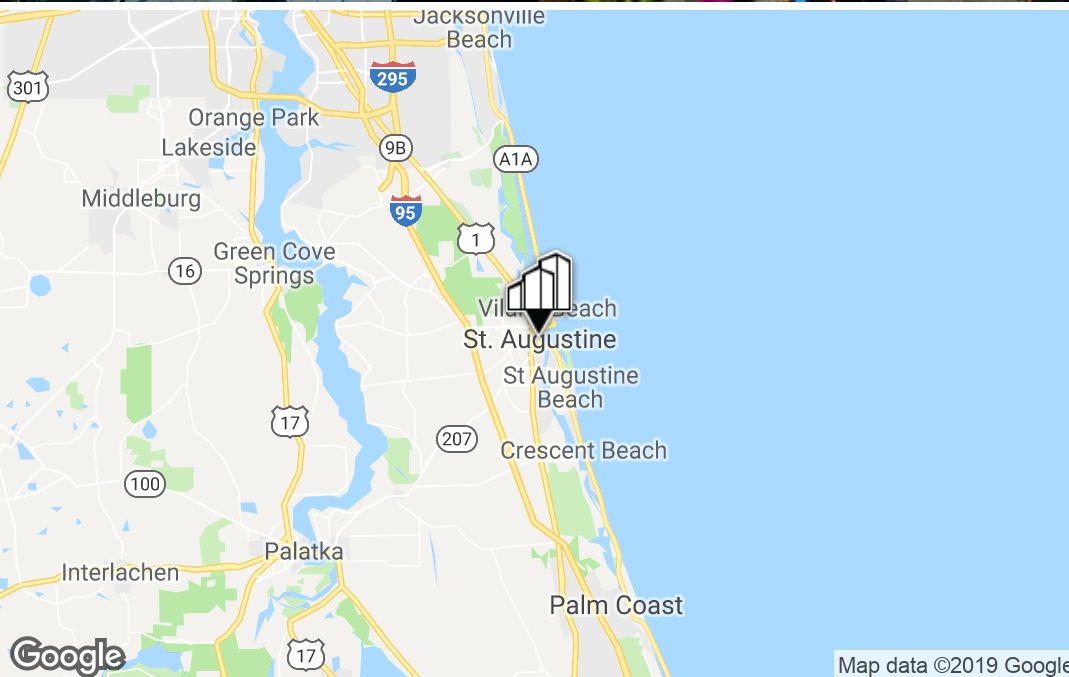 Jacksonville
Beach
295
301
Orange Park
Lakeside
9B
A1A
Middleburg
95
1
Green Cove
Springs
16
Beach
St. Augustine
St Augustine
Beach
17
207
Crescent Beach
100
Palatka
Interlachen
Palm Coast
17
Google
Map data ©2019 Google